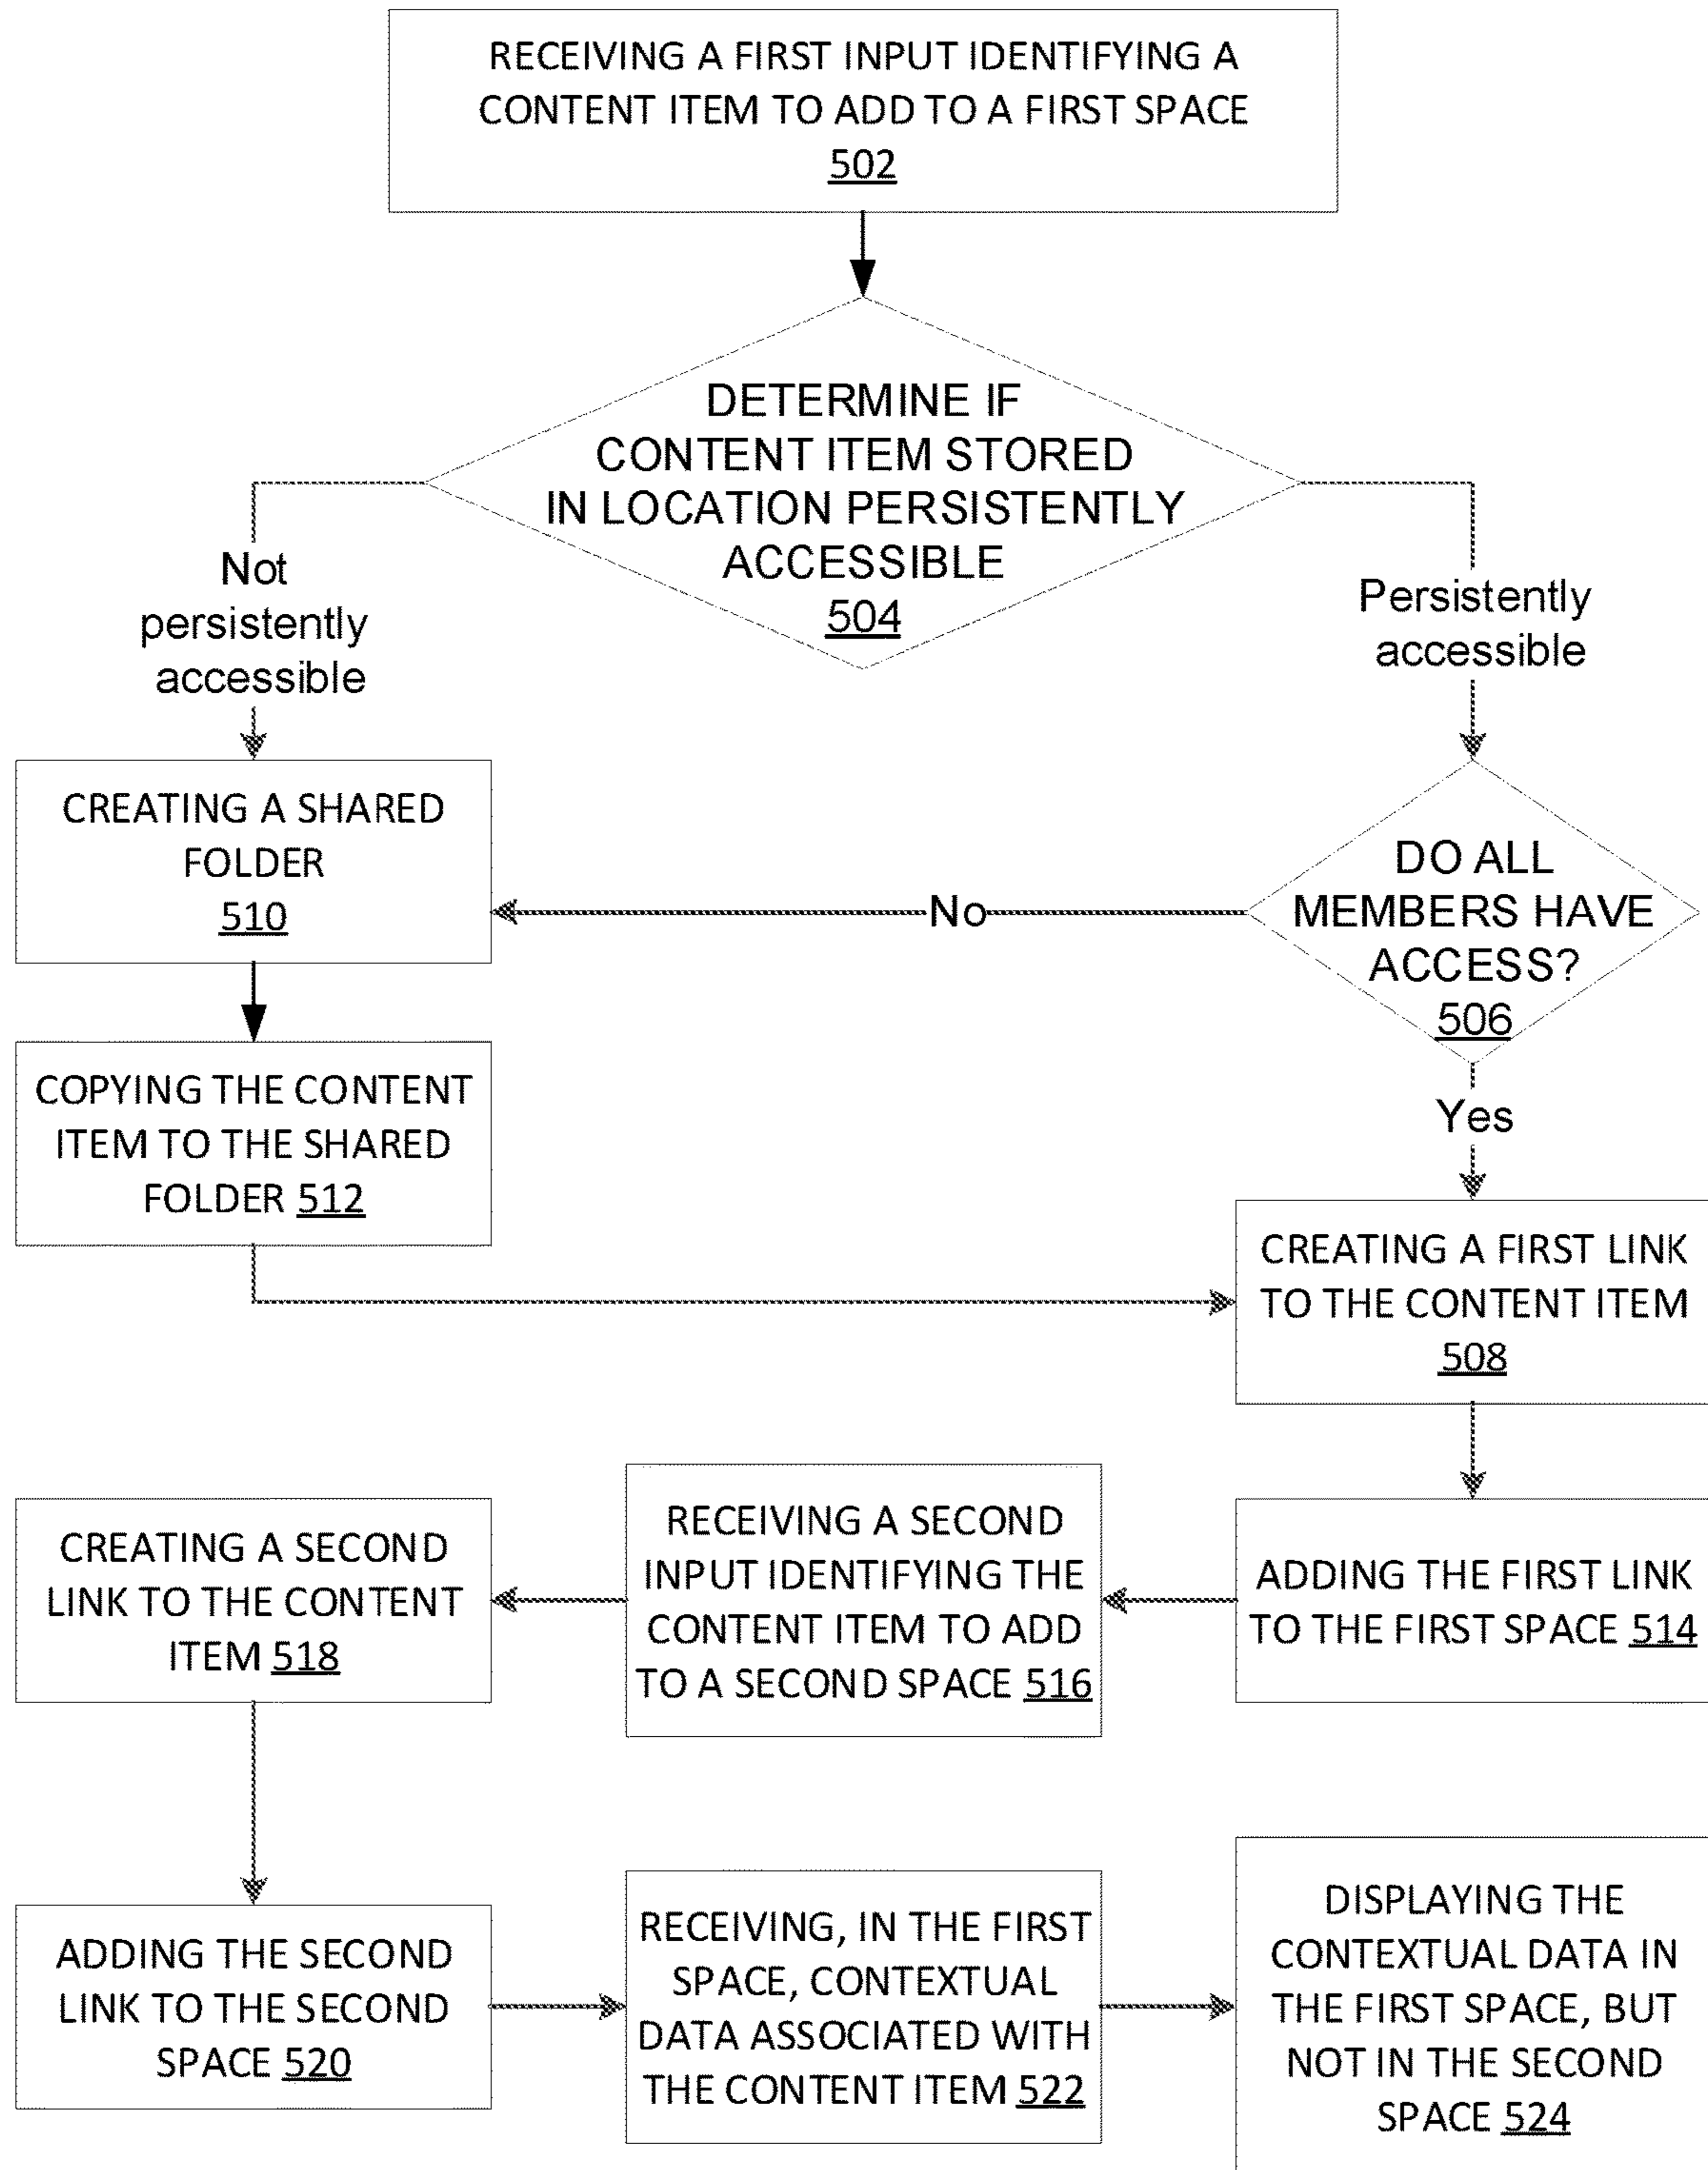 RECEIVING A FIRST INPUT IDENTIFYING A
CONTENT ITEM TO ADD TO A FIRST SPACE
502
DETERMINE IF
CONTENT ITEM STORED
IN LOCATION PERSISTENTLY
ACCESSIBLE
504
Not
persistently
accessible
Persistently
accessible
CREATING A SHARED
FOLDER
510
No
DO ALL
MEMBERS HAVE
ACCESS?
506
COPYING THE CONTENT
ITEM TO THE SHARED
FOLDER 512
Yes
CREATING A FIRST LINK
TO THE CONTENT ITEM
508
CREATING A SECOND
LINK TO THE CONTENT
ITEM 518
RECEIVING A SECOND
INPUT IDENTIFYING THE
CONTENT ITEM TO ADD
TO A SECOND SPACE 516
ADDING THE FIRST LINK
TO THE FIRST SPACE 514
ADDING THE SECOND
LINK TO THE SECOND
SPACE 520
RECEIVING, IN THE FIRST
SPACE, CONTEXTUAL
DATA ASSOCIATED WITH
THE CONTENT ITEM 522
DISPLAYING THE
CONTEXTUAL DATA IN
THE FIRST SPACE, BUT
NOT IN THE SECOND
SPACE 524